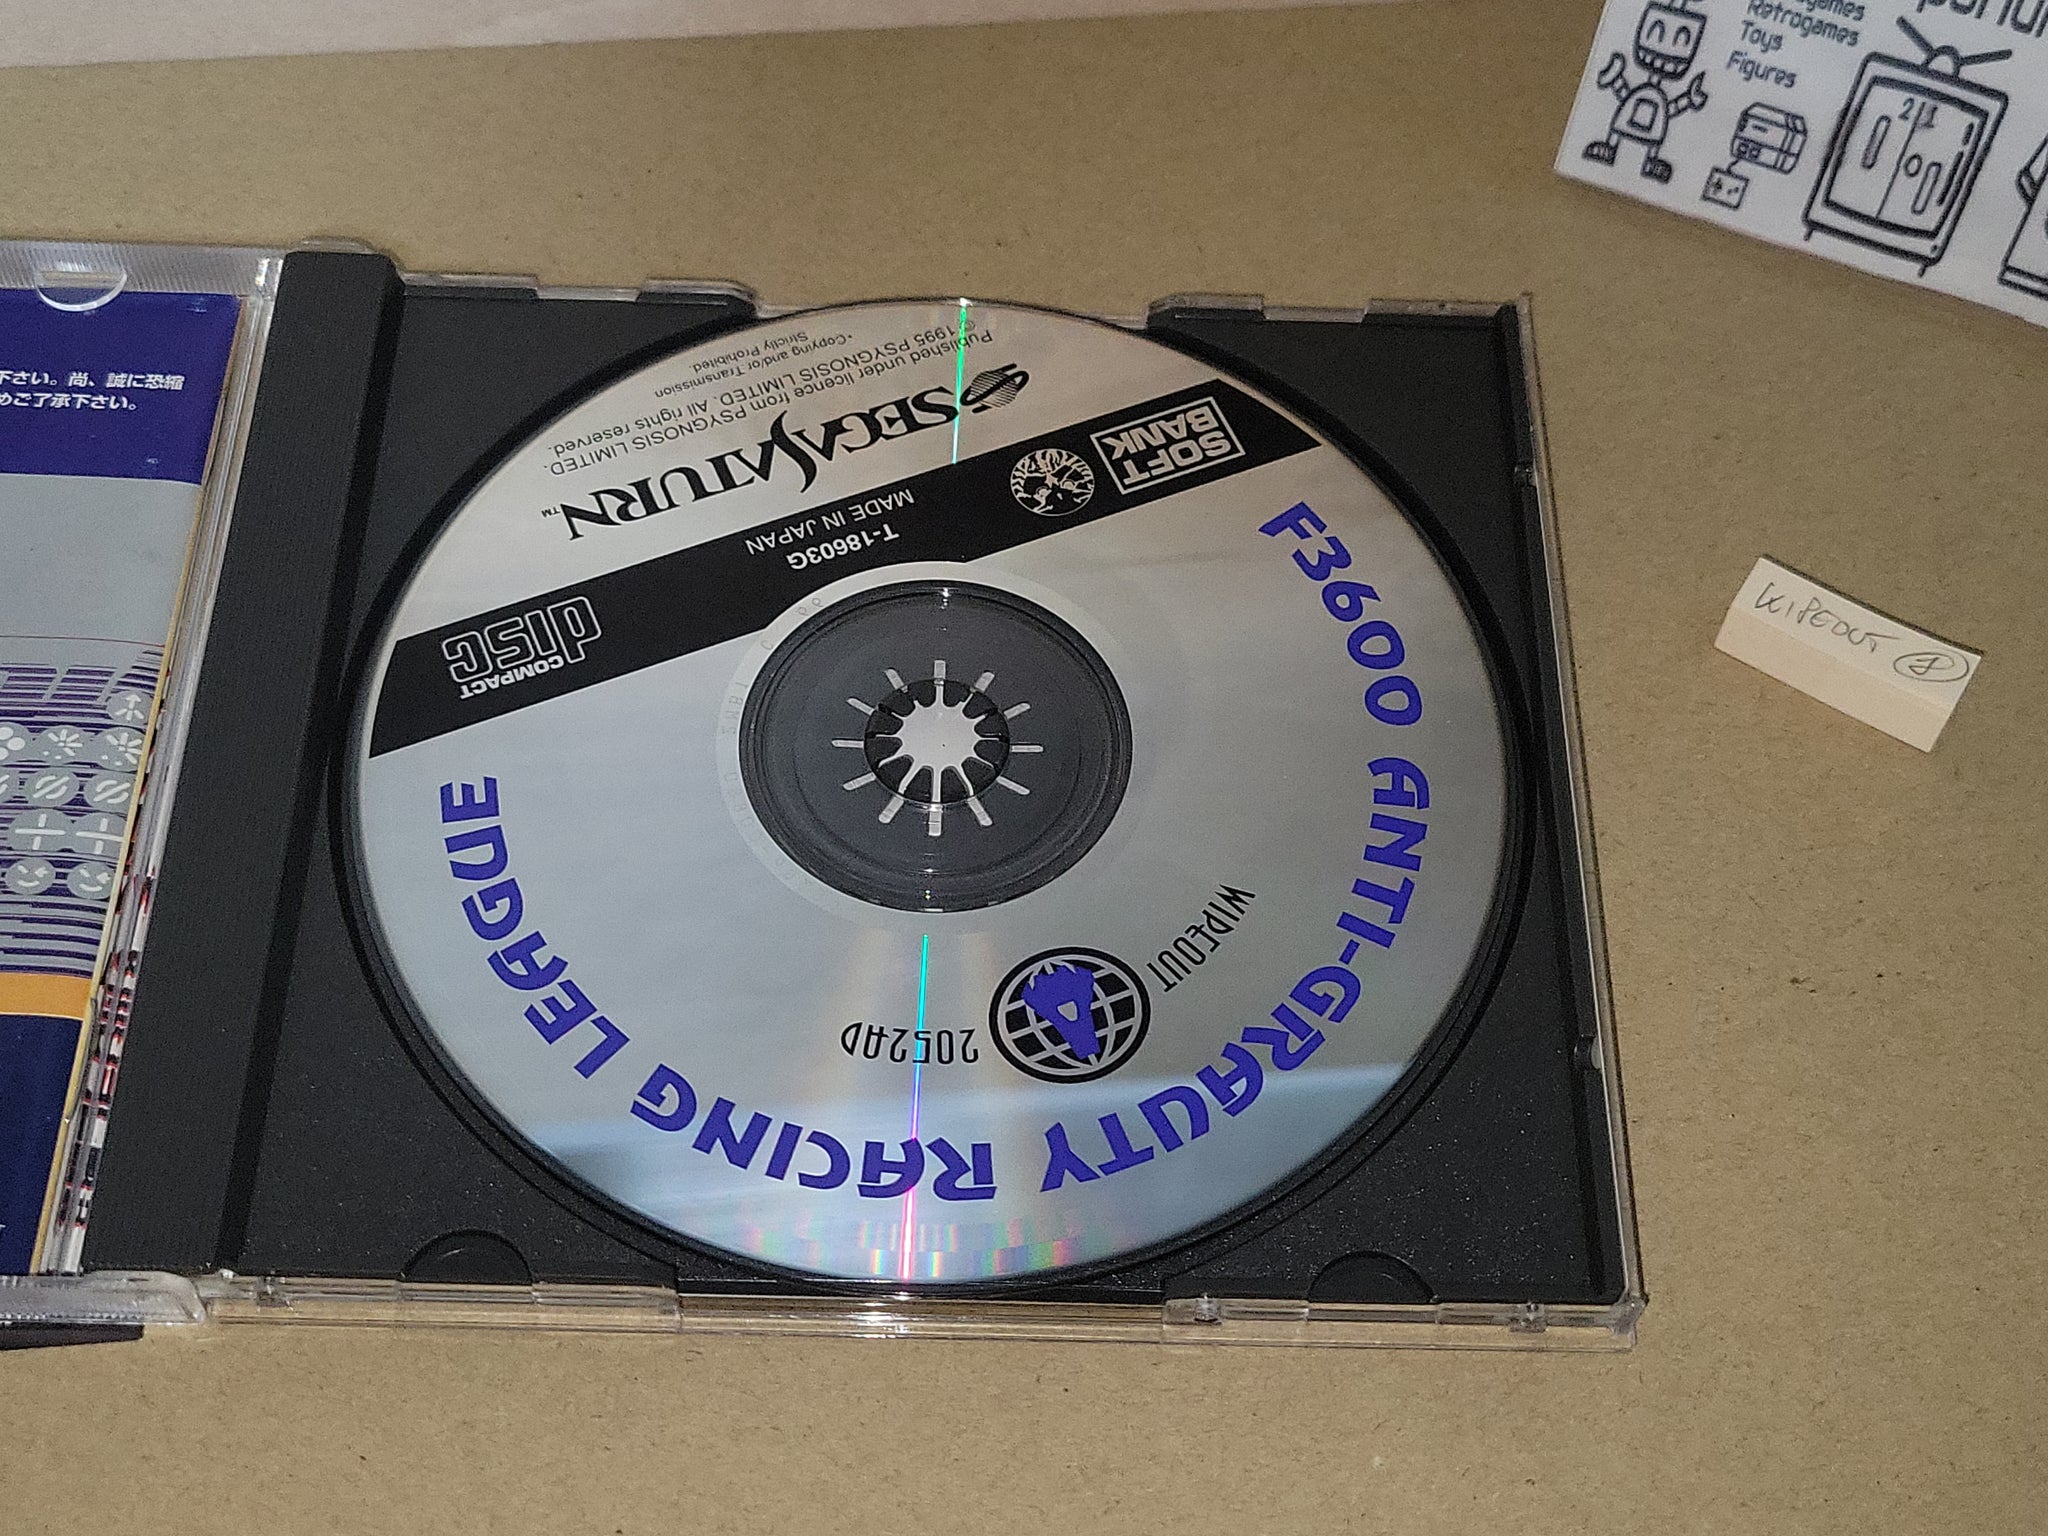 games
Retrogames
Toys
Figures
下さい。尚、誠に恐縮
めご了承下さい。
F3600 ANTI-GRAVITY RACING LEAGUE
WIPEOUT
2052AD
COMPACT
DISC
T-18603G
MADE IN JAPAN
SOFT
BANK
SEGA SATURN™
Published under licence from PSYGNOSIS LIMITED.
© 1995 PSYGNOSIS LIMITED. All rights reserved.
• Copying and/or Transmission
Strictly Prohibited.
WIPEOUT